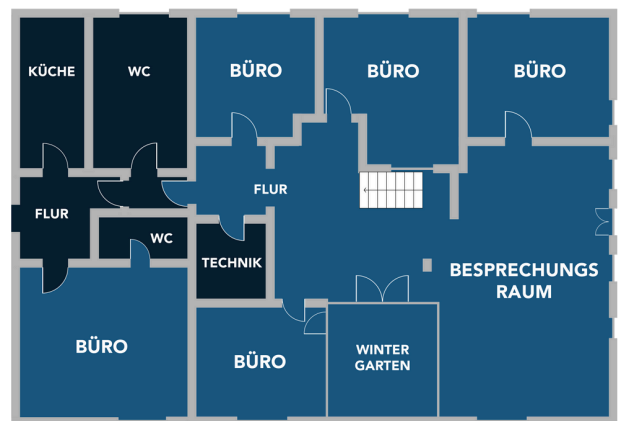 KÜCHE
WC
BÜRO
BÜRO
BÜRO
FLUR
FLUR
WC
TECHNIK
BESPRECHUNGS
RAUM
BÜRO
BÜRO
WINTER
GARTEN